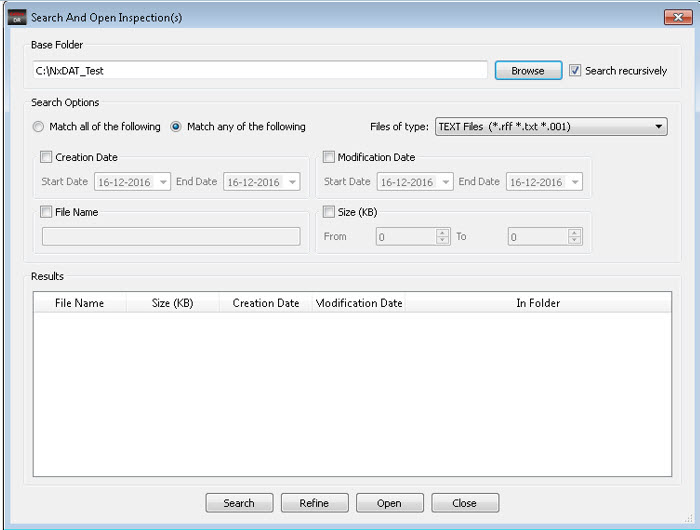 DR Search And Open Inspection(s)
Base Folder
C:\NxDAT_Test Browse Search recursively
Search Options
Match all of the following Match any of the following Files of type: TEXT Files (*.rff *.txt *.001)
Creation Date Modification Date
Start Date 16-12-2016 End Date 16-12-2016 Start Date 16-12-2016 End Date 16-12-2016
File Name Size (KB)
From 0 To 0
Results
File Name Size (KB) Creation Date Modification Date In Folder
Search Refine Open Close